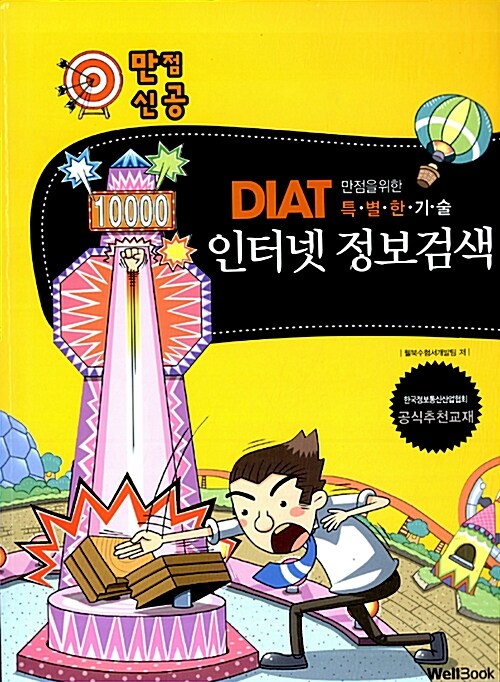 만점
신공
10000
DIAT 만점을위한
특·별·한·기·술
인터넷 정보검색
| 웰북수험서개발팀 저 |
한국정보통신산업협회
공식추천교재
WellBook